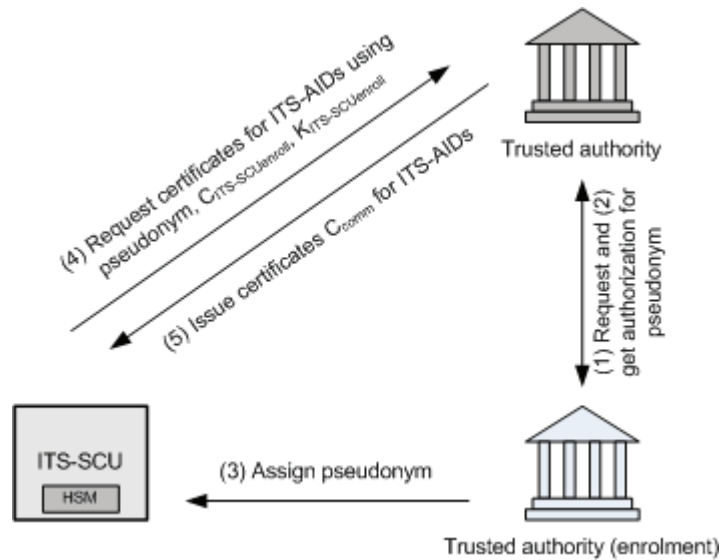 (4) Request certificates for ITS-AIDs using
pseudonym, CITS-SCUenroll, KITS-SCUenroll
Trusted authority
(5) Issue certificates Ccomm for ITS-AIDs
(1) Request and (2)
get authorization for
pseudonym
ITS-SCU
HSM
(3) Assign pseudonym
Trusted authority (enrolment)